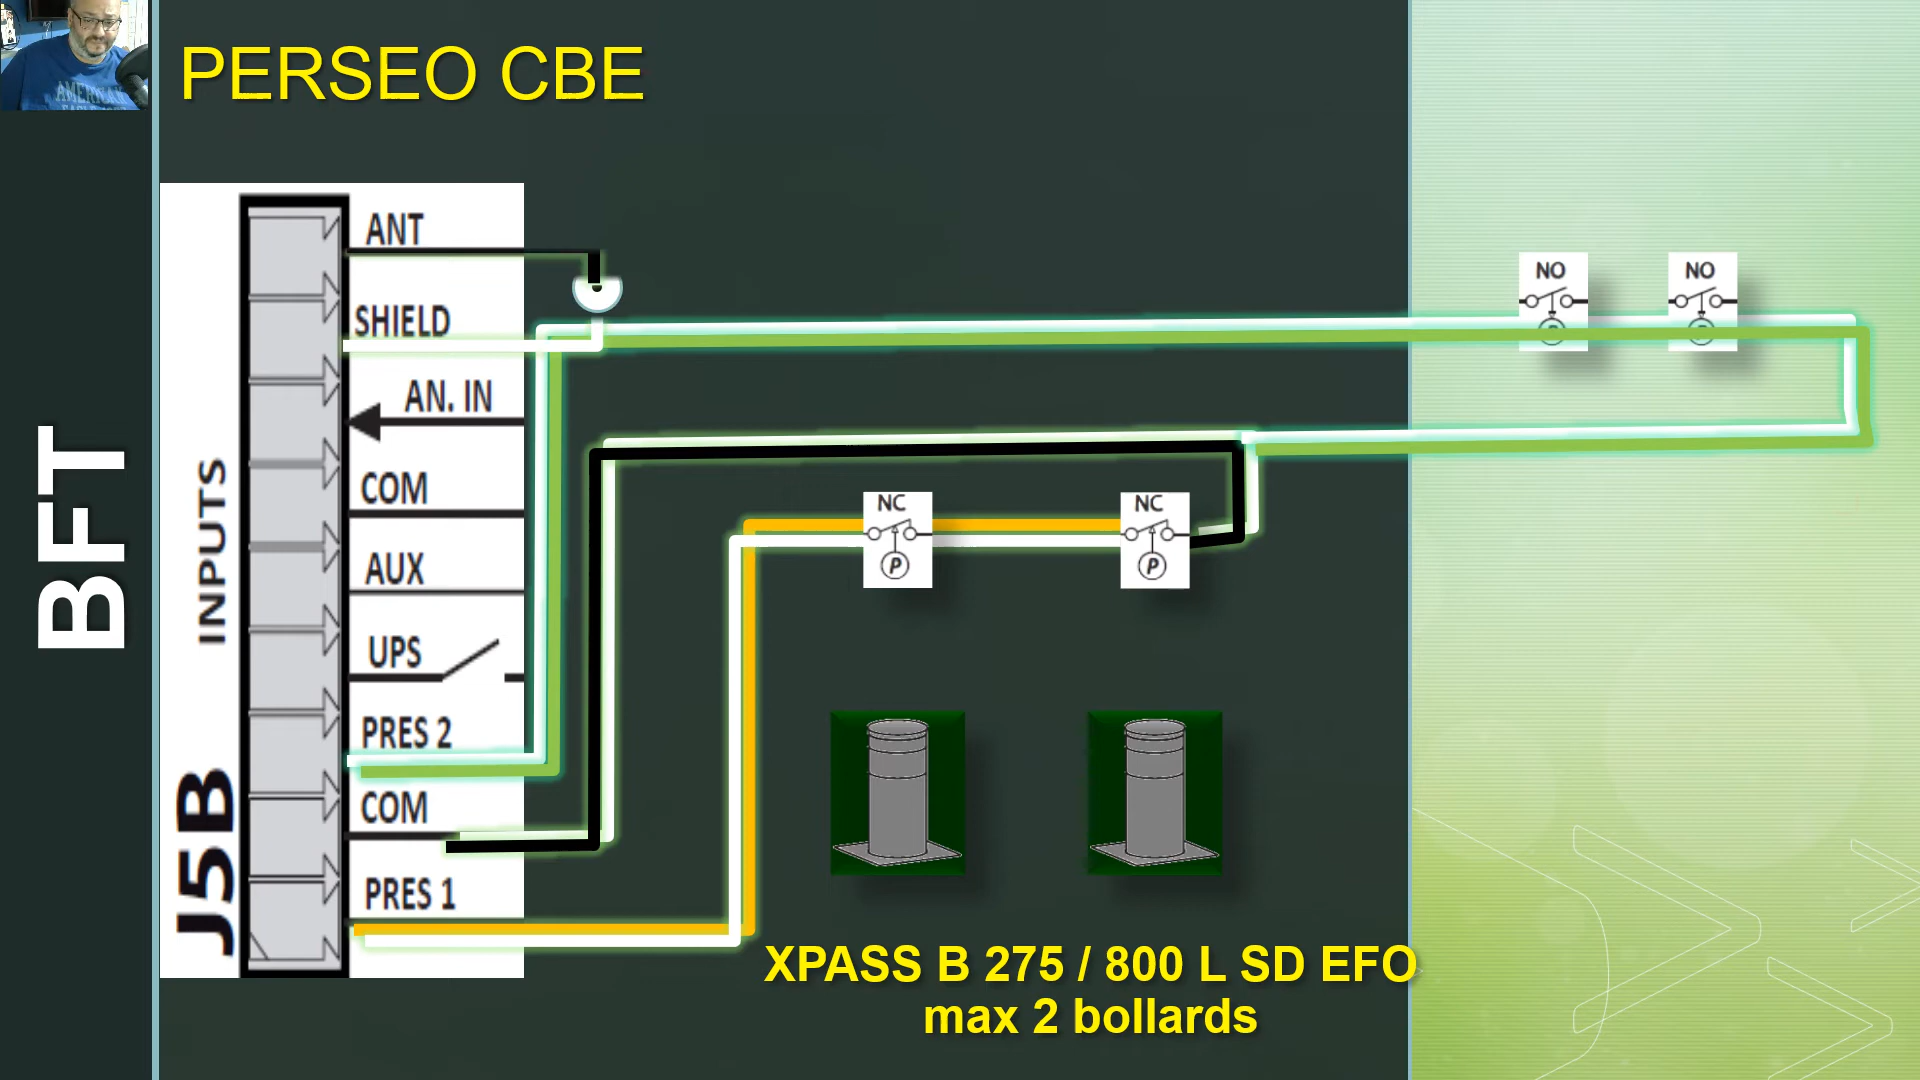 PERSEO CBE
BFT
INPUTS
J5B
ANT
SHIELD
AN. IN
COM
AUX
UPS
PRES 2
COM
PRES 1
NO
NO
NC
P
NC
P
XPASS B 275 / 800 L SD EFO
max 2 bollards
AMERICAN